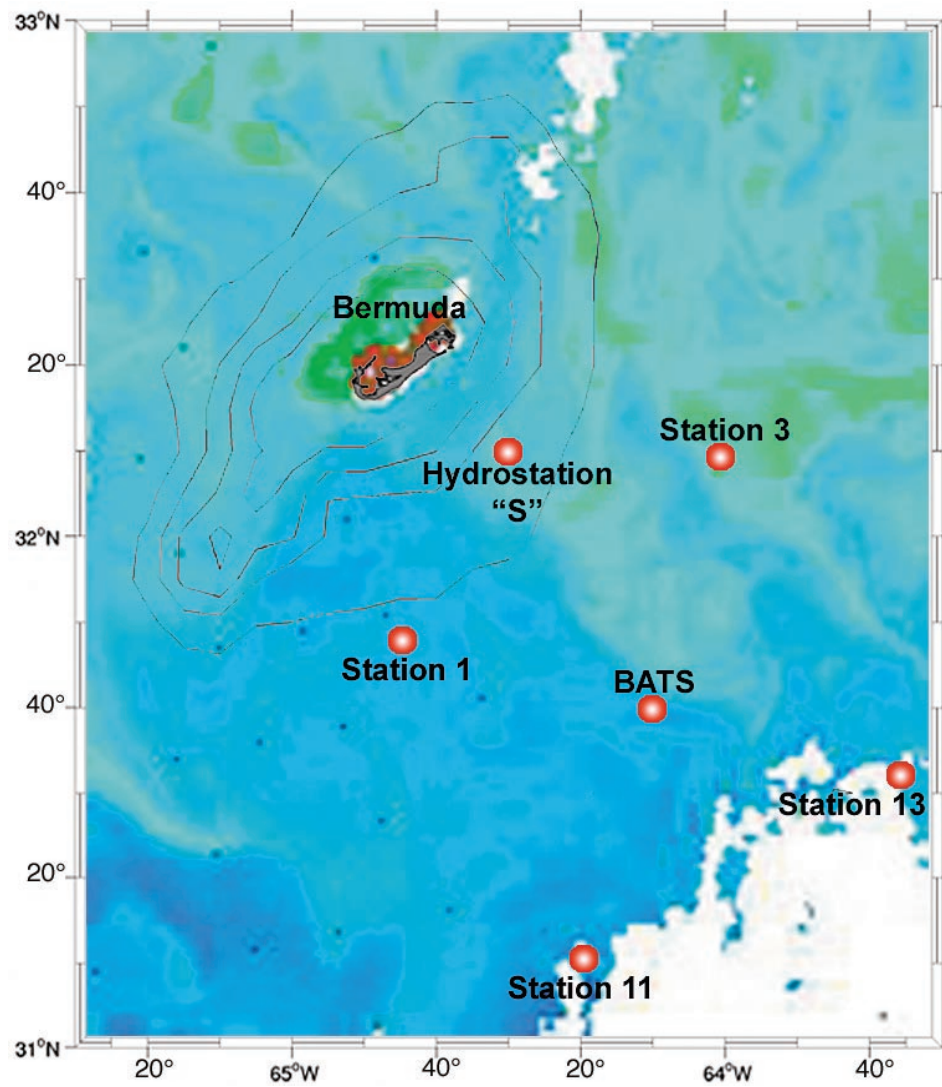 33°N
40°
Bermuda
20°
Station 3
Hydrostation
“S”
32°N
Station 1
BATS
40°
Station 13
20°
Station 11
31°N
20°
65°W
40°
20°
64°W
40°